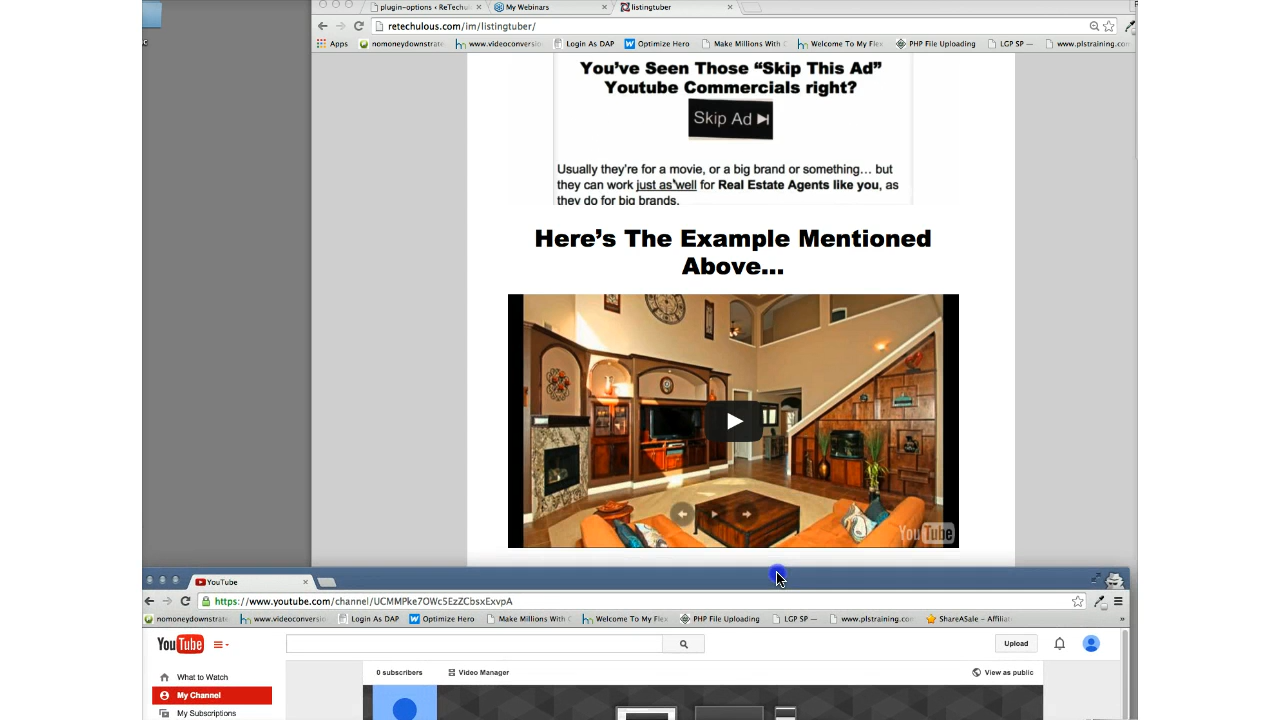 plugin-options « ReTechul
My Webinars
listingtuber
retechulous.com/im/listingtuber/
Apps
nomoneydownstrate
www.videoconversio
Login As DAP
Optimize Hero
Make Millions With
Welcome To My Flex
PHP File Uploading
LGP SP —
www.plstraining.con
You've Seen Those “Skip This Ad”
Youtube Commercials right?
Skip Ad
Usually they're for a movie, or a big brand or something... but
they can work just as well for Real Estate Agents like you, as
they do for big brands.
Here's The Example Mentioned
Above...
YouTube
YouTube
https://www.youtube.com/channel/UCMMPke7OWc5EzZCbsxExvpA
nomoneydownstrate
www.videoconversio
Login As DAP
Optimize Hero
Make Millions With
Welcome To My Flex
PHP File Uploading
LGP SP —
www.plstraining.con
ShareASale – Affiliat
»
YouTube
Upload
0 subscribers
Video Manager
View as public
What to Watch
My Channel
My Subscriptions